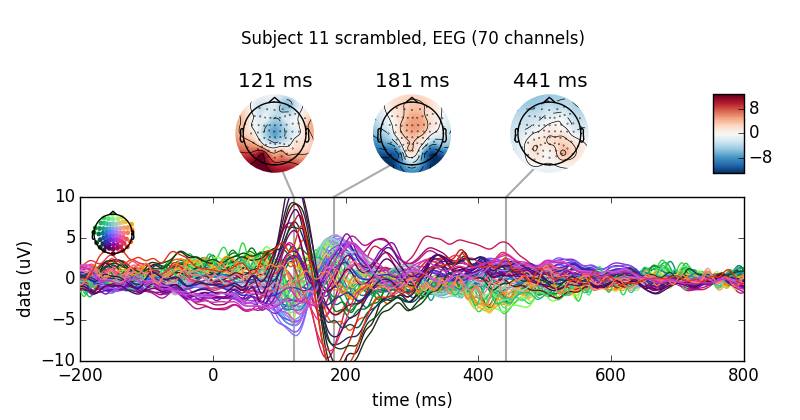 Subject 11 scrambled, EEG (70 channels)
121 ms 181 ms 441 ms
8
0
−8
10
5
0
−5
−10
data (uV)
−200 0 200 400 600 800
time (ms)